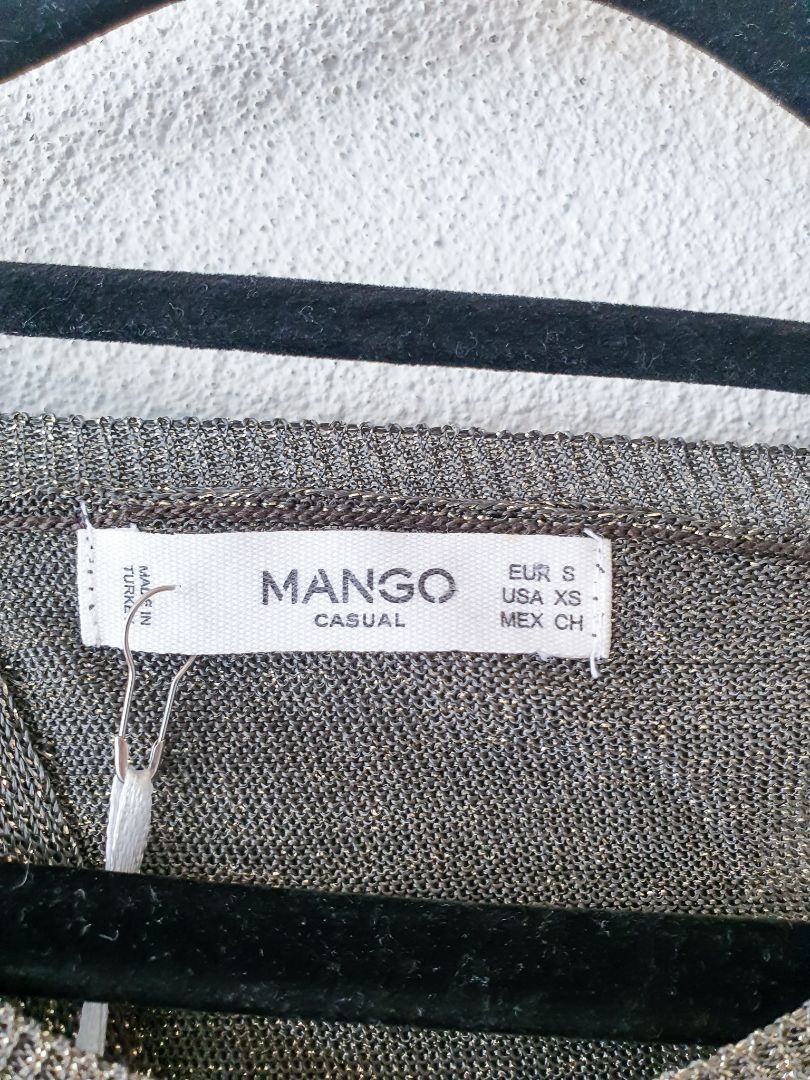 MADE IN
TURKEY
MANGO
CASUAL
EUR S
USA XS
MEX CH